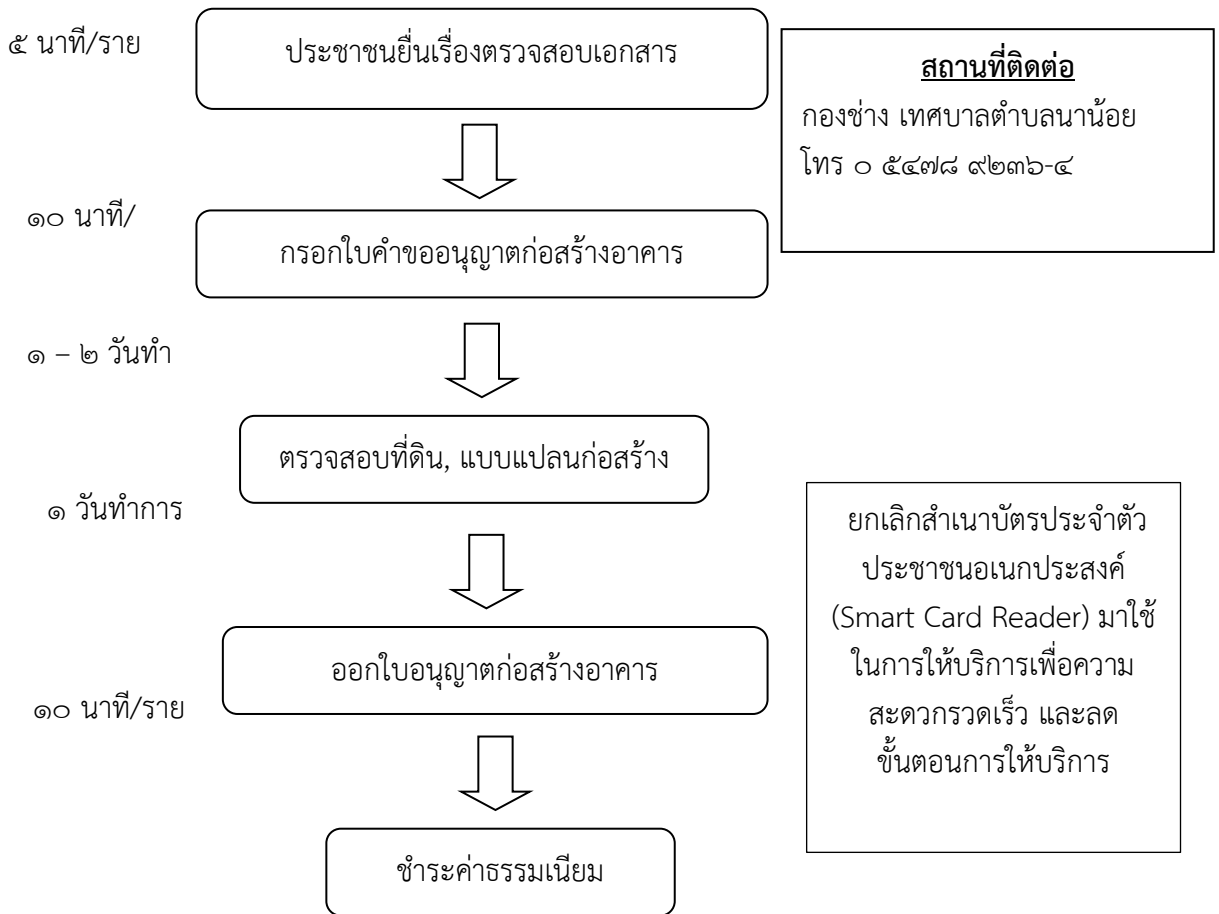 ๕ นาที/ราย
ประชาชนยื่นเรื่องตรวจสอบเอกสาร
สถานที่ติดต่อ
กองช่าง เทศบาลตำบลนาน้อย
โทร ๐ ๕๔๗๘ ๙๒๓๖-๔
๑๐ นาที/
กรอกใบคำขออนุญาตก่อสร้างอาคาร
๑ – ๒ วันทำ
ตรวจสอบที่ดิน, แบบแปลนก่อสร้าง
๑ วันทำการ
ออกใบอนุญาตก่อสร้างอาคาร
๑๐ นาที/ราย
ชำระค่าธรรมเนียม
ยกเลิกสำเนาบัตรประจำตัว
ประชาชนอเนกประสงค์
(Smart Card Reader) มาใช้
ในการให้บริการเพื่อความ
สะดวกรวดเร็ว และลด
ขั้นตอนการให้บริการ